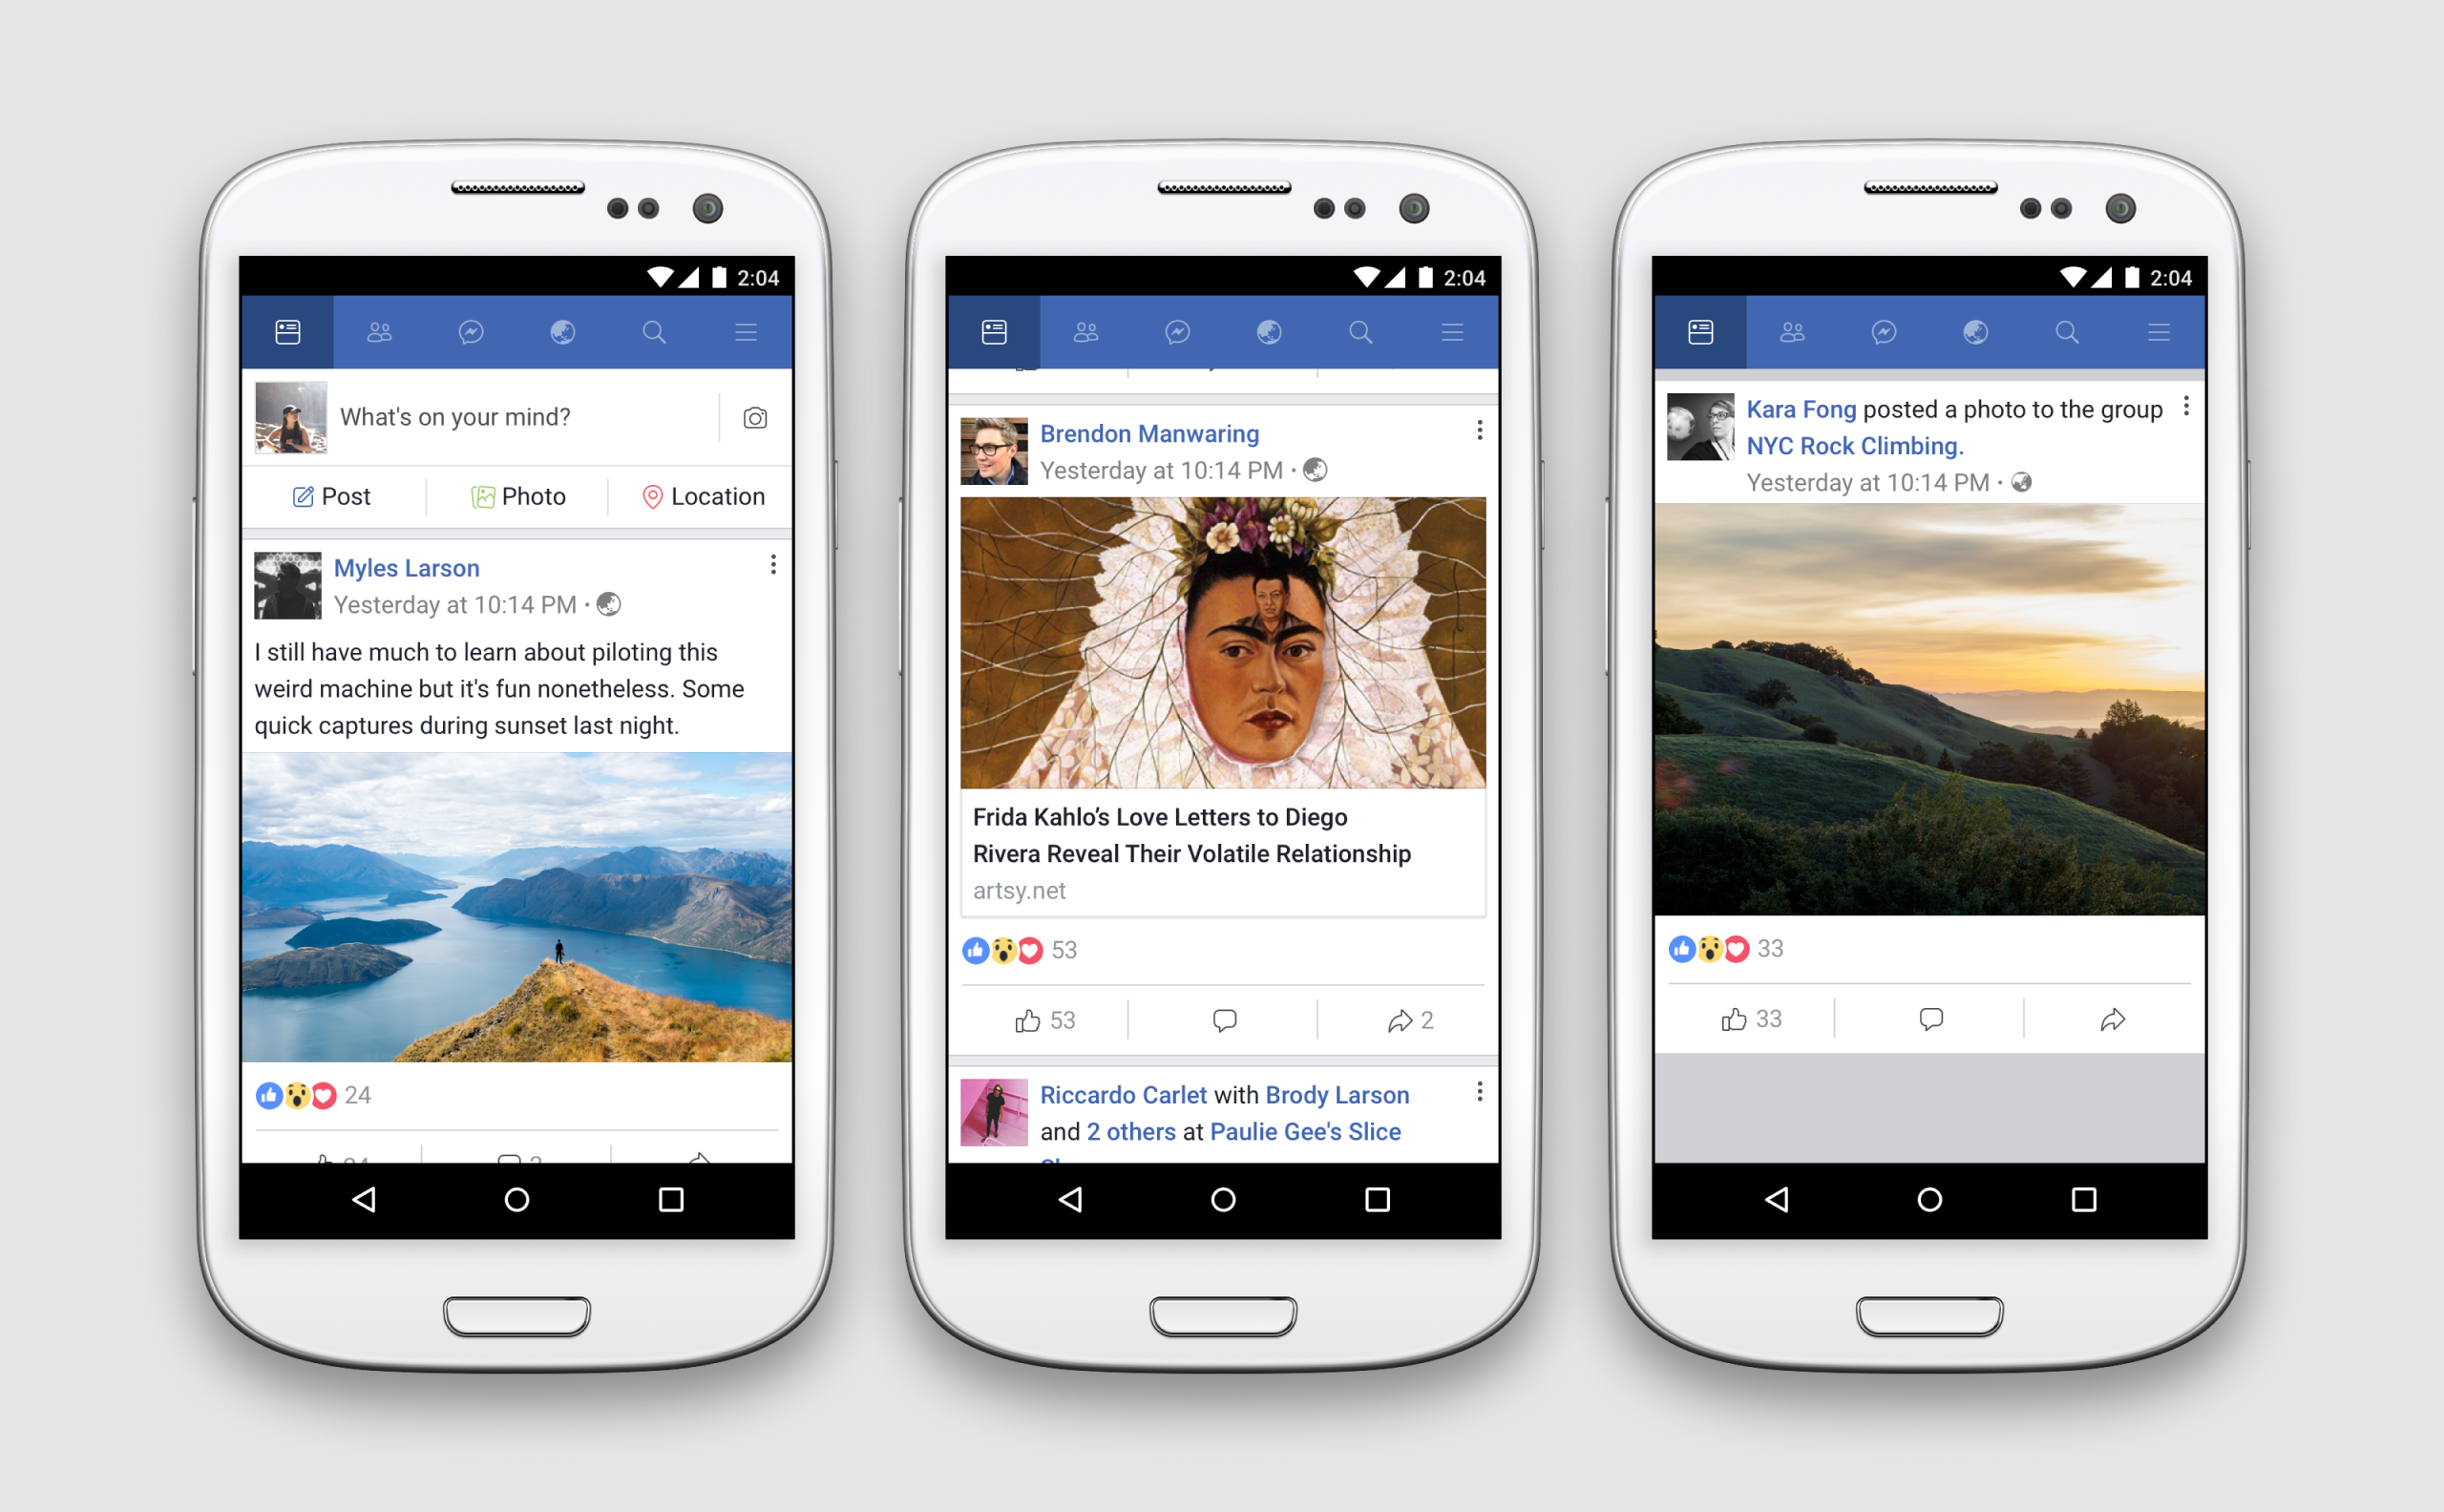 2:04
What's on your mind?
Post
Photo
Location
Myles Larson
Yesterday at 10:14 PM ·
I still have much to learn about piloting this
weird machine but it's fun nonetheless. Some
quick captures during sunset last night.
24
2:04
Brendon Manwaring
Yesterday at 10:14 PM ·
Frida Kahlo’s Love Letters to Diego
Rivera Reveal Their Volatile Relationship
artsy.net
53
53
2
Riccardo Carlet with Brody Larson
and 2 others at Paulie Gee's Slice
2:04
Kara Fong posted a photo to the group
NYC Rock Climbing.
Yesterday at 10:14 PM ·
33
33